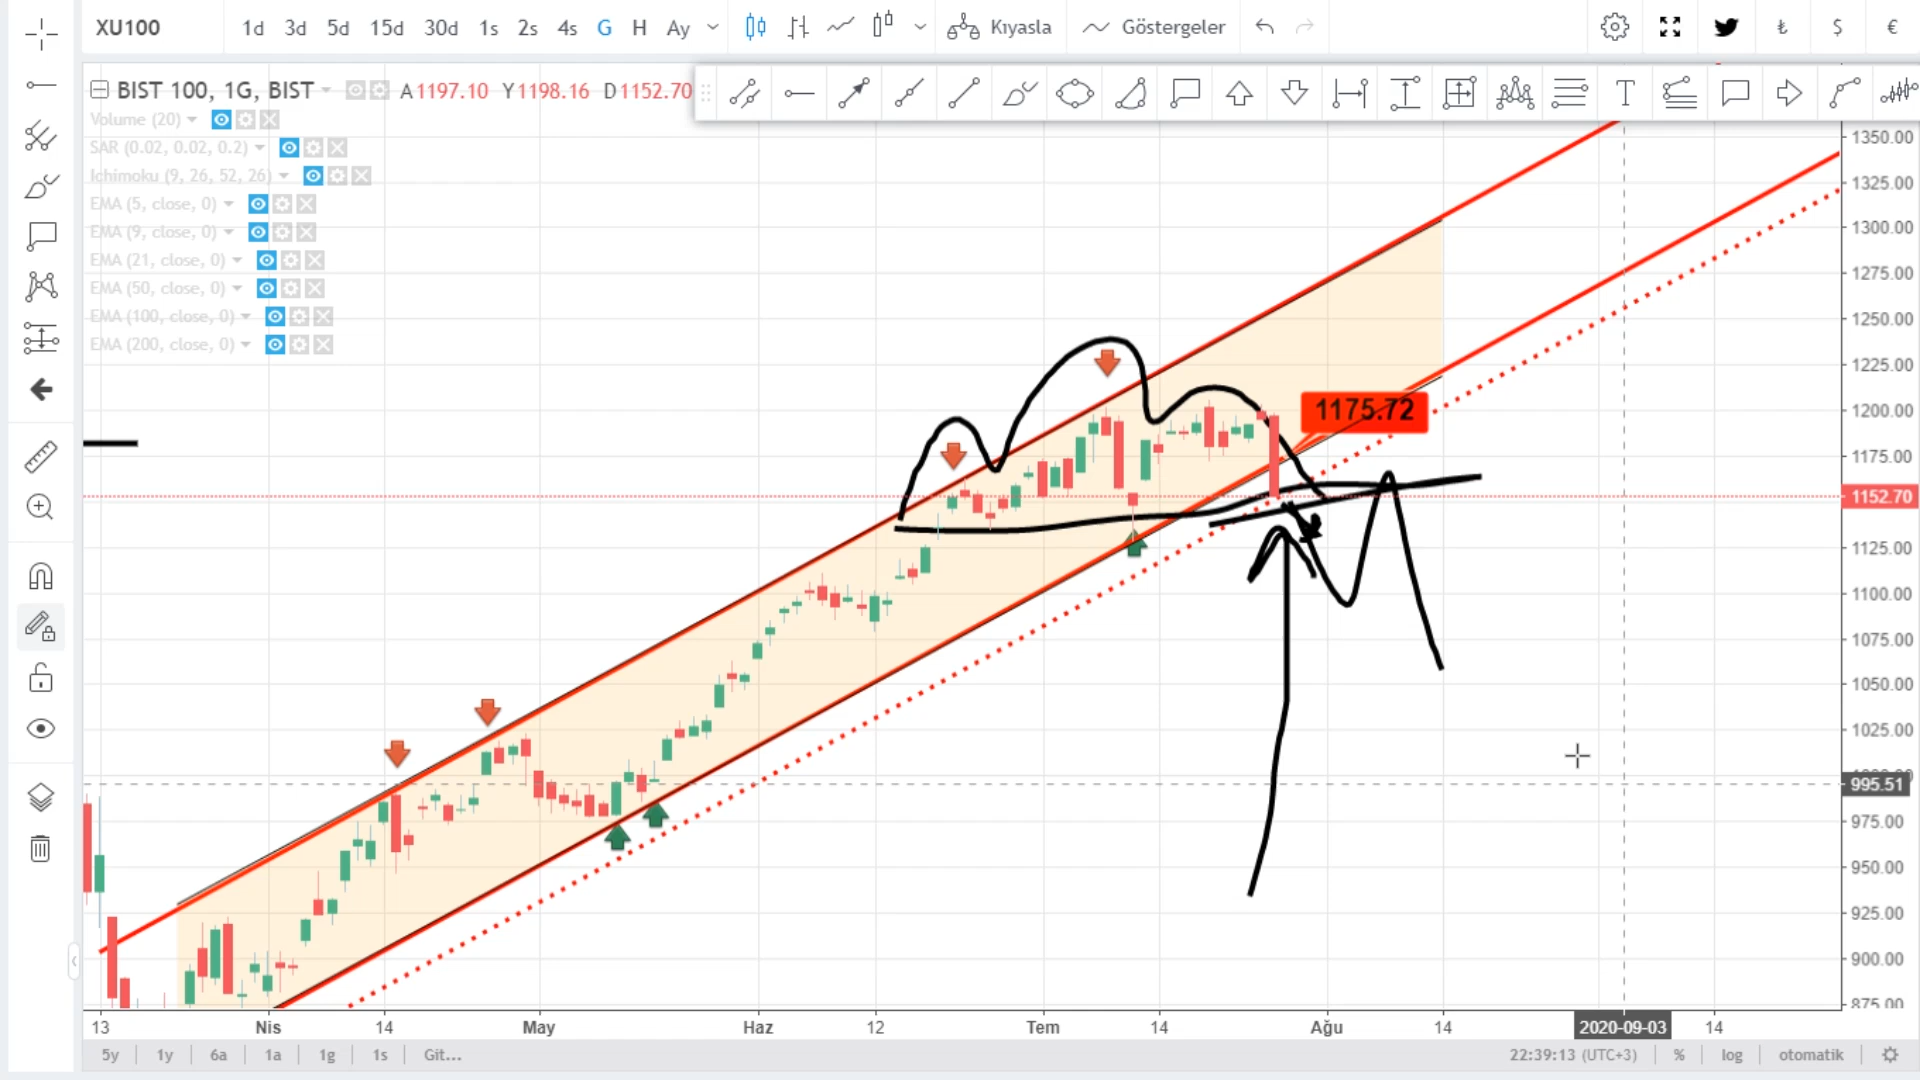 XU100 1d 3d 5d 15d 30d 1s 2s 4s G H Ay Kıyasla Göstergeler ₺ $ €
BIST 100, 1G, BIST A1197.10 Y1198.16 D1152.70
Volume (20)
SAR (0.02, 0.02, 0.2)
Ichimoku (9, 26, 52, 26)
EMA (5, close, 0)
EMA (9, close, 0)
EMA (21, close, 0)
EMA (50, close, 0)
EMA (100, close, 0)
EMA (200, close, 0)
T
1175.72
1350.00
1325.00
1300.00
1275.00
1250.00
1225.00
1200.00
1175.00
1152.70
1125.00
1100.00
1075.00
1050.00
1025.00
995.51
975.00
950.00
925.00
900.00
875.00
13 Nis 14 May Haz 12 Tem 14 Ağu 14 2020-09-03 14
5y 1y 6a 1a 1g 1s Git... 22:39:13 (UTC+3) % log otomatik